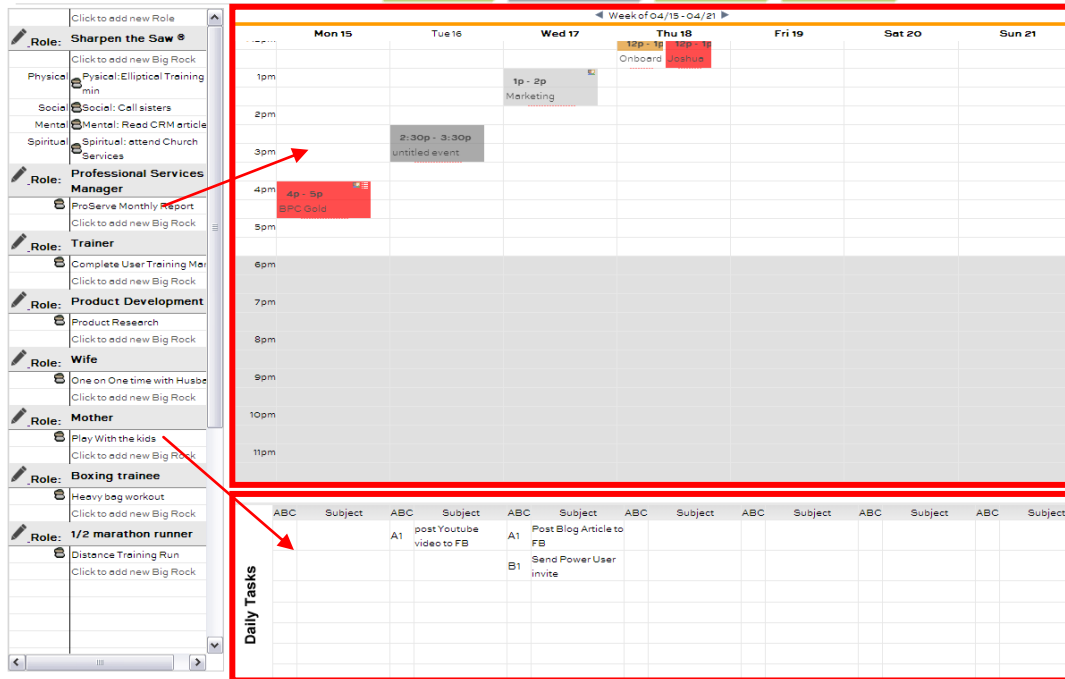 Click to add new Role
Role: Sharpen the Saw ®
Click to add new Big Rock
Physical Pysical: Elliptical Training
min
Social Social: Call sisters
Mental Mental: Read CRM article
Spiritual Spiritual: attend Church
Services
Role: Professional Services
Manager
ProServe Monthly Report
Click to add new Big Rock
Role: Trainer
Complete User Training Mar
Click to add new Big Rock
Role: Product Development
Product Research
Click to add new Big Rock
Role: Wife
One on One time with Husba
Click to add new Big Rock
Role: Mother
Play With the kids
Click to add new Big Rock
Role: Boxing trainee
Heavy bag workout
Click to add new Big Rock
Role: 1/2 marathon runner
Distance Training Run
Click to add new Big Rock
Week of 04/15 - 04/21
Mon 15 Tue 16 Wed 17 Thu 18 Fri 19 Sat 20 Sun 21
12p - 1p 12p - 1p
Onboard Joshua
1pm
1p - 2p
Marketing
2pm
2:30p - 3:30p
untitled event
3pm
4pm
4p - 5p
BPC Gold
5pm
6pm
7pm
8pm
9pm
10pm
11pm
ABC Subject ABC Subject ABC Subject ABC Subject ABC Subject ABC Subject ABC Subject
A1 post Youtube
video to FB
A1 Post Blog Article to
FB
B1 Send Power User
invite
Daily Tasks